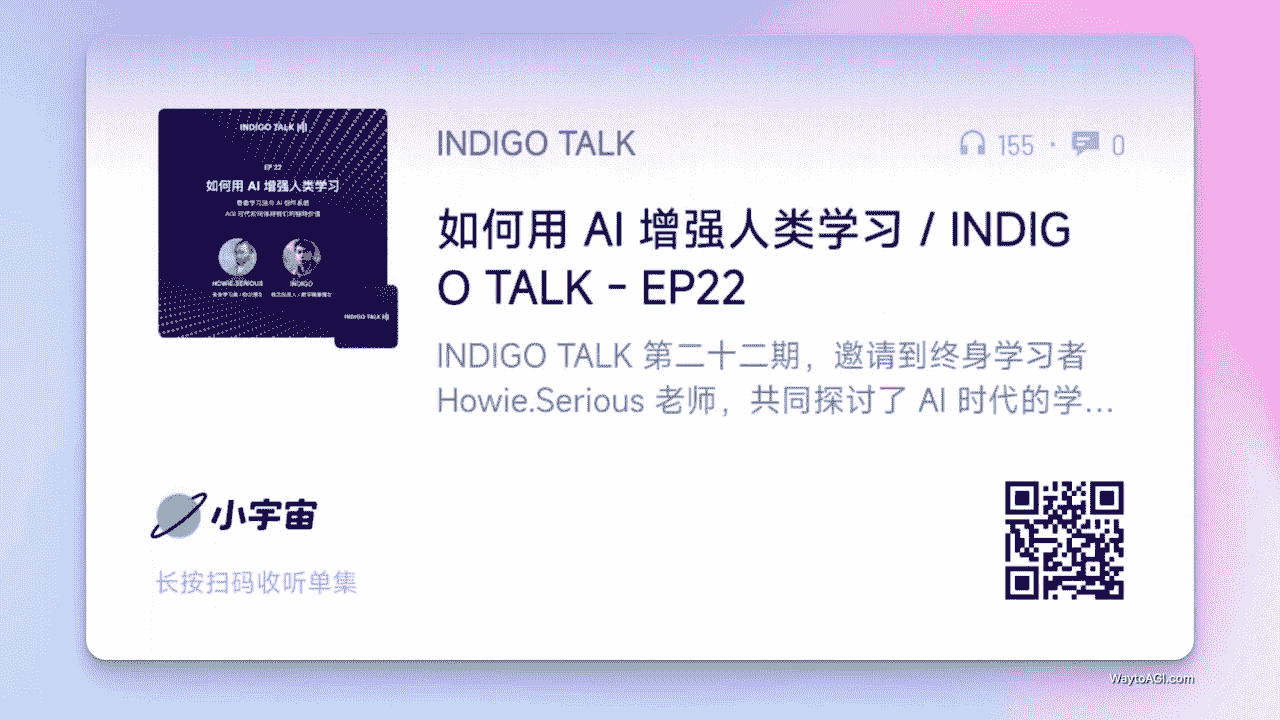 INDIGO TALK
EP 22
如何用 AI 增强人类学习
HOWIE.SERIOUS
INDIGO
INDIGO TALK
INDIGO TALK
155 · 0
如何用 AI 增强人类学习 / INDIG
O TALK - EP22
INDIGO TALK 第二十二期，邀请到终身学习者
Howie.Serious 老师，共同探讨了 AI 时代的学...
小宇宙
长按扫码收听单集
WaytoAGI.com